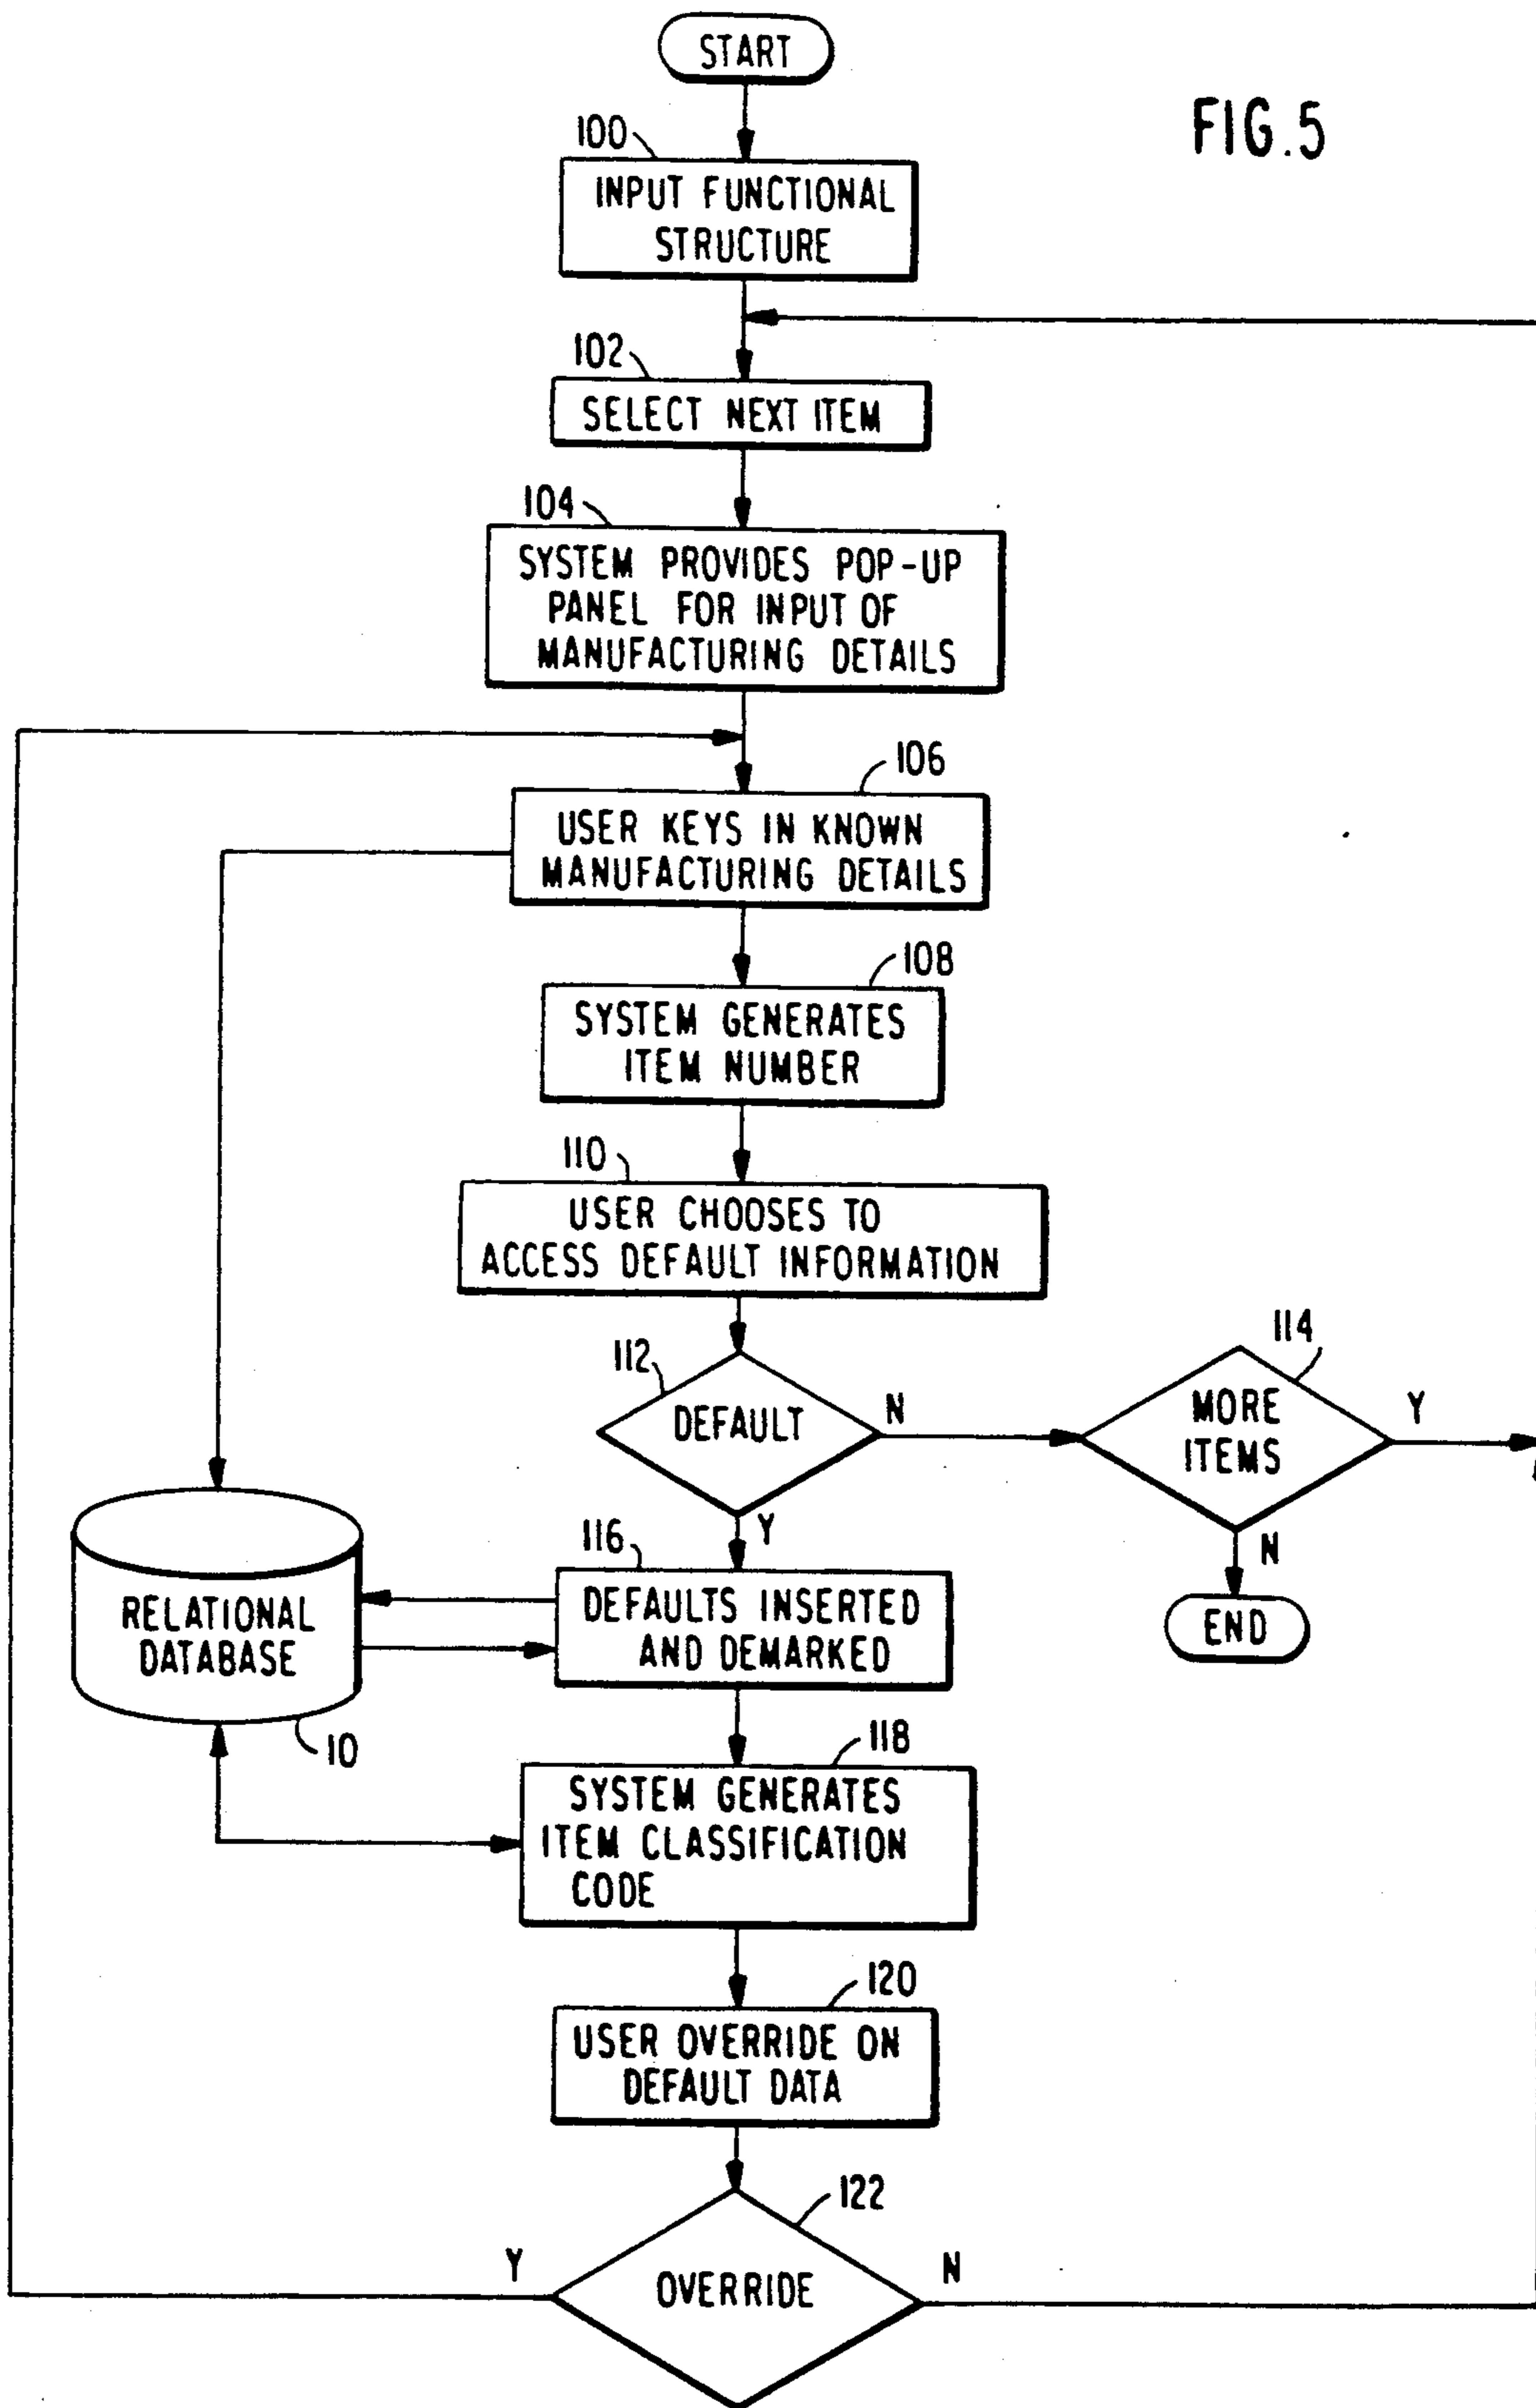 START
FIG.5
100
INPUT FUNCTIONAL
STRUCTURE
102
SELECT NEXT ITEM
104
SYSTEM PROVIDES POP-UP
PANEL FOR INPUT OF
MANUFACTURING DETAILS
106
USER KEYS IN KNOWN
MANUFACTURING DETAILS
108
SYSTEM GENERATES
ITEM NUMBER
110
USER CHOOSES TO
ACCESS DEFAULT INFORMATION
112
DEFAULT
N
Y
114
MORE
ITEMS
Y
N
END
116
DEFAULTS INSERTED
AND DEMARKED
RELATIONAL
DATABASE
10
118
SYSTEM GENERATES
ITEM CLASSIFICATION
CODE
120
USER OVERRIDE ON
DEFAULT DATA
122
Y
OVERRIDE
N